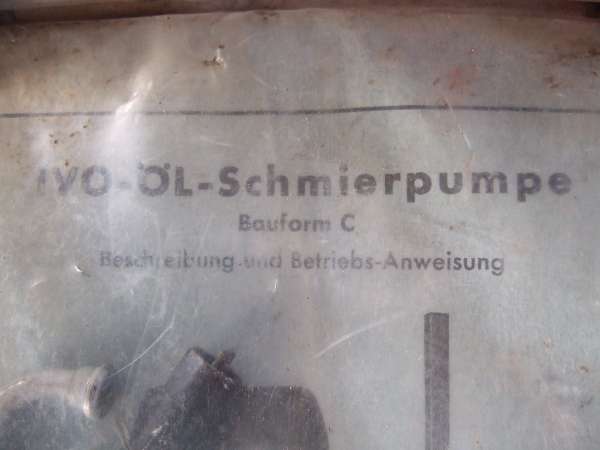 IVO-ÖL-Schmierpumpe
Bauform C
Beschreibung und Betriebs-Anweisung